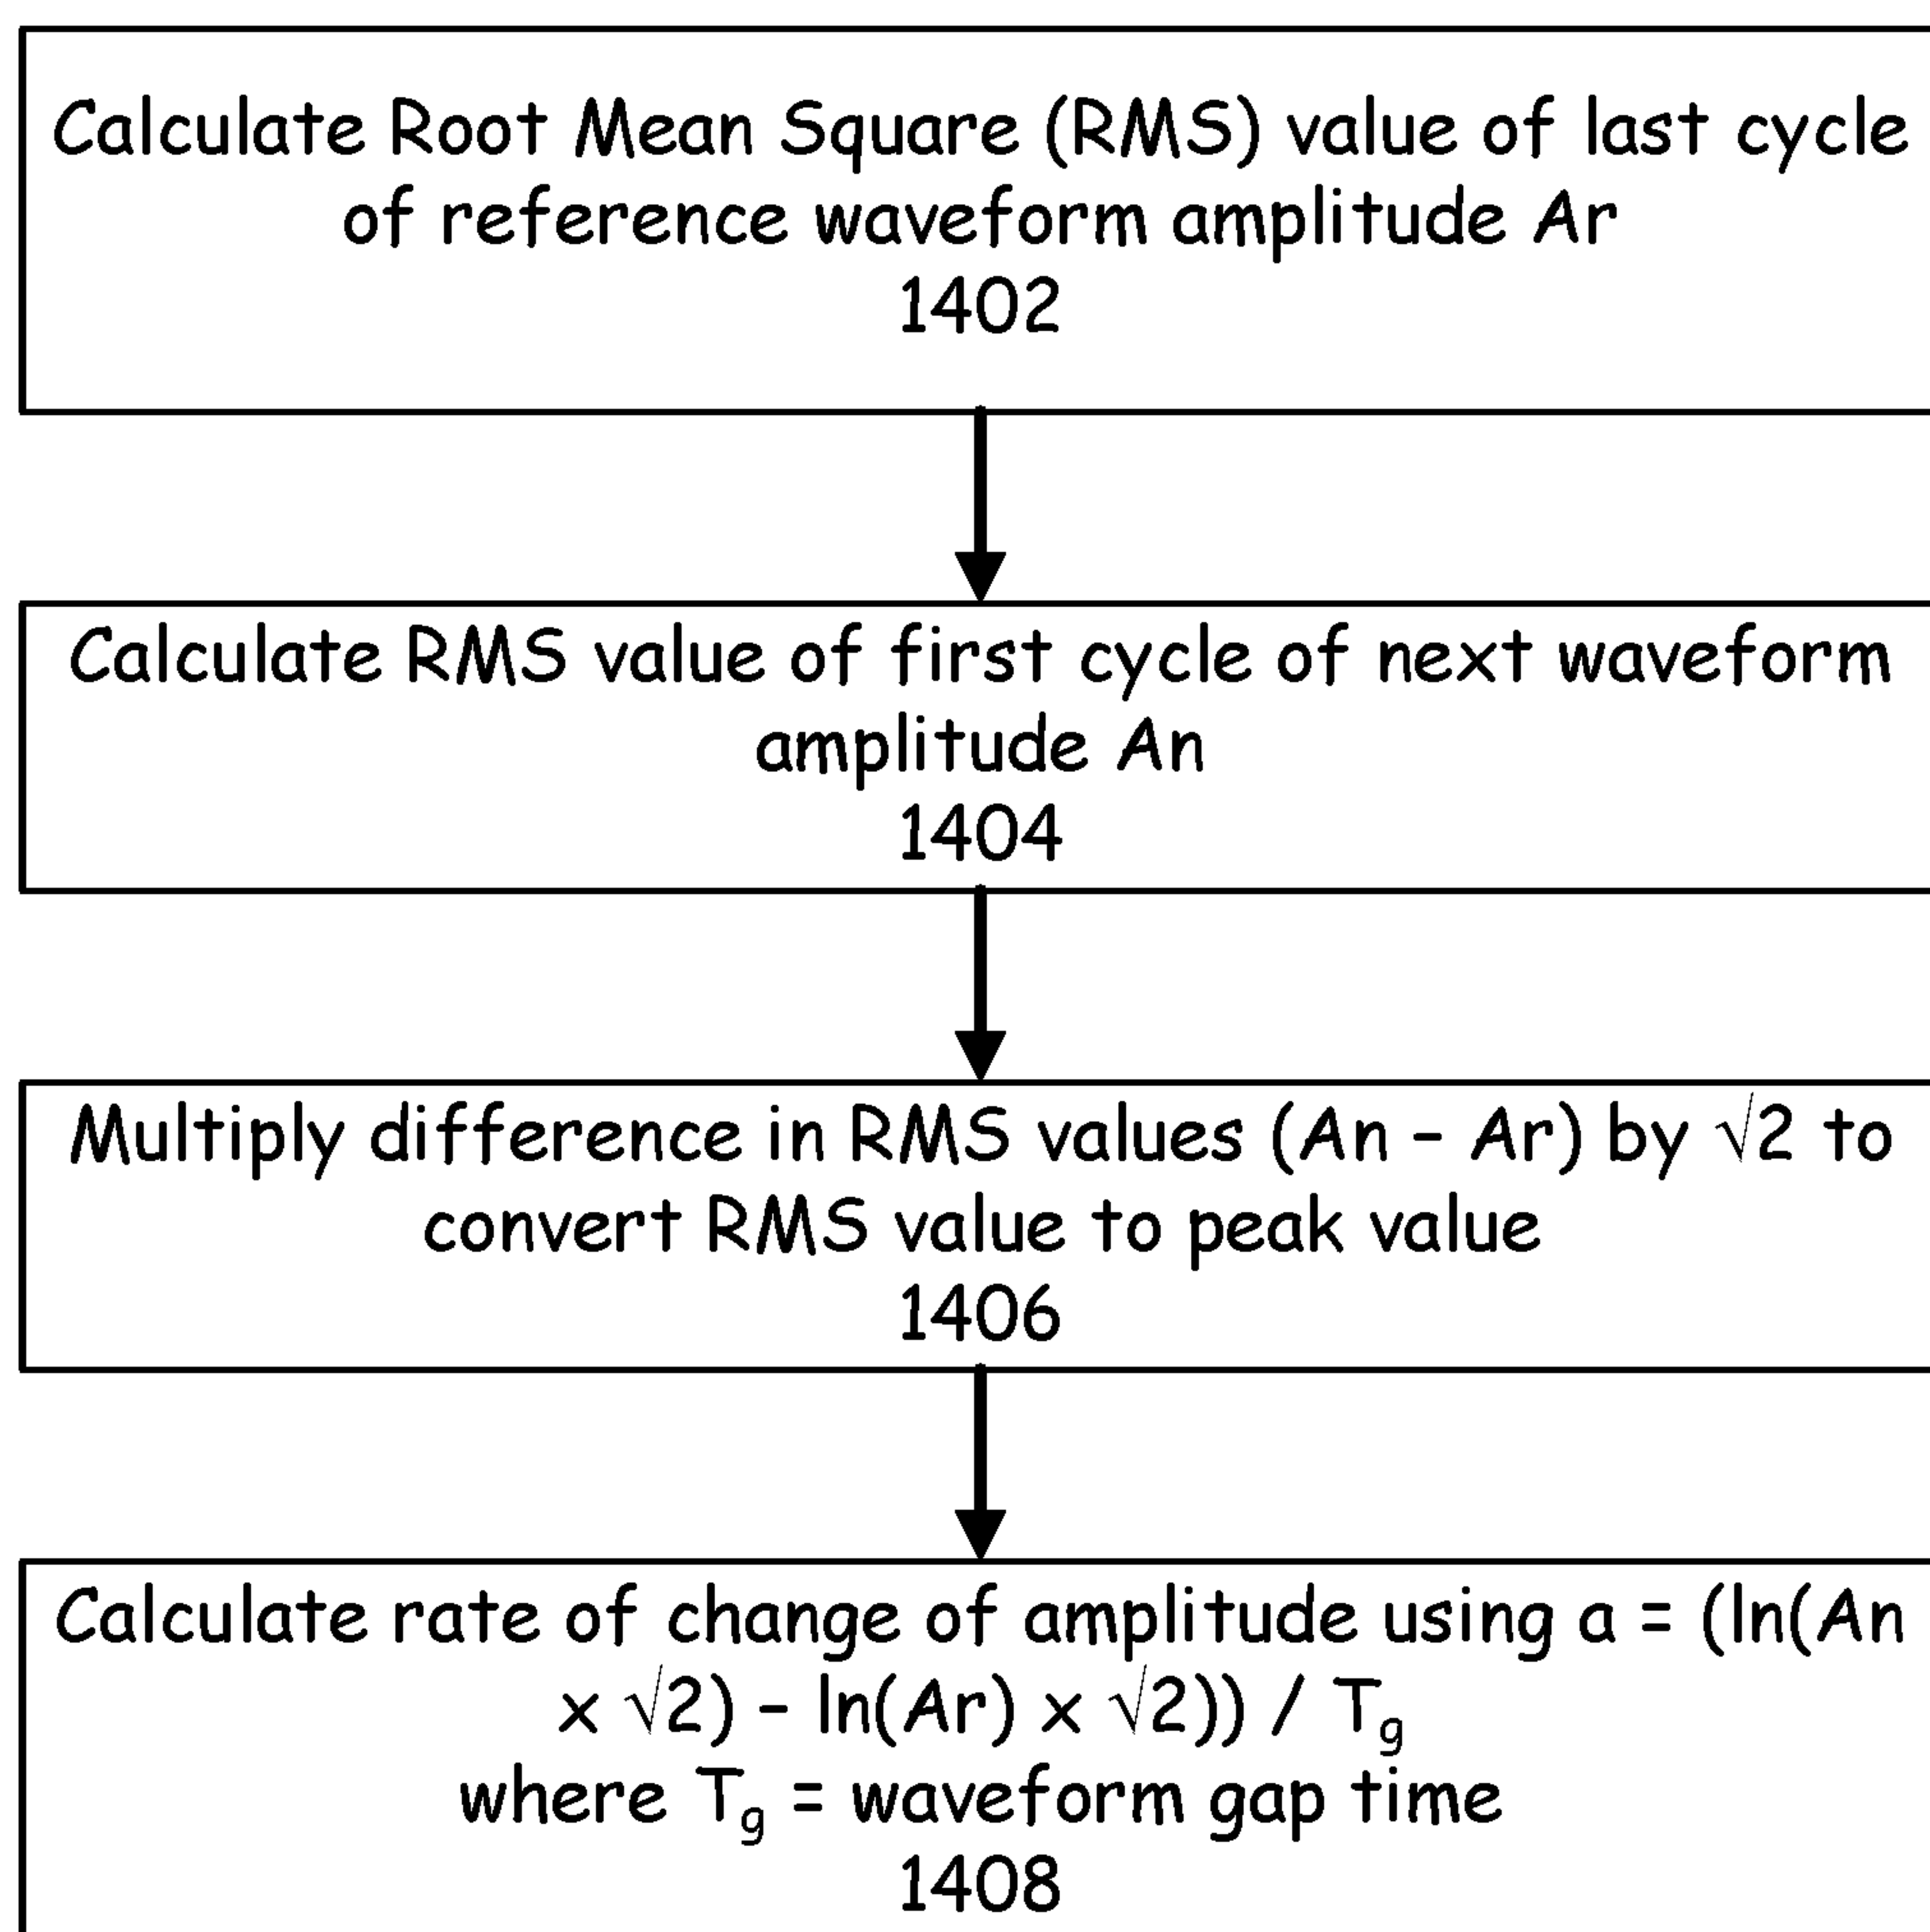 Calculate Root Mean Square (RMS) value of last cycle
of reference waveform amplitude Ar
1402
Calculate RMS value of first cycle of next waveform
amplitude An
1404
Multiply difference in RMS values (An - Ar) by √2 to
convert RMS value to peak value
1406
Calculate rate of change of amplitude using a = (ln(An
x √2) - ln(Ar) x √2)) / Tg
where Tg = waveform gap time
1408